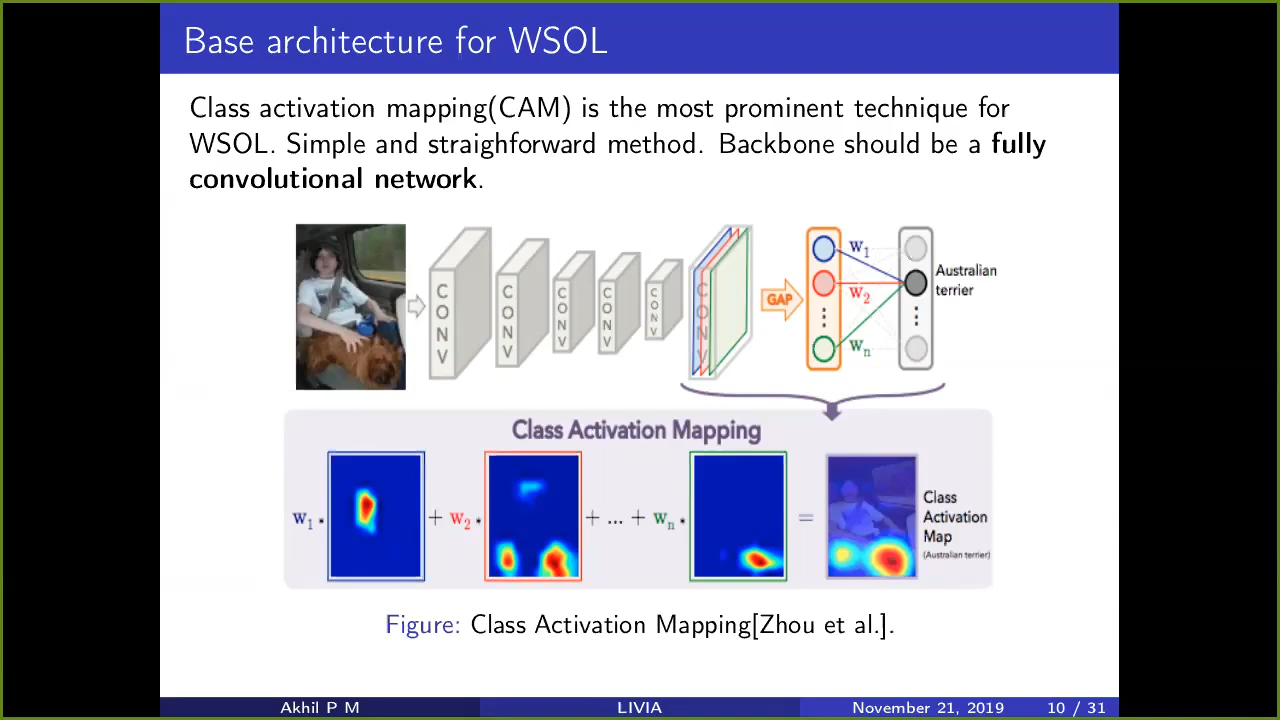 Base architecture for WSOL
Class activation mapping(CAM) is the most prominent technique for
WSOL. Simple and straighforward method. Backbone should be a fully
convolutional network.
CONV
CONV
CONV
CONV
CONV
CONV
GAP
w1
w2
wn
Australian
terrier
Class Activation Mapping
w1 * + w2 * + ... + wn * =
Class
Activation
Map
(Australian terrier)
Figure: Class Activation Mapping[Zhou et al.].
Akhil P M LIVIA November 21, 2019 10 / 31